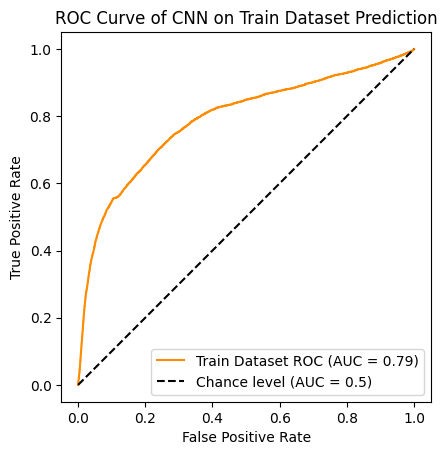 ROC Curve of CNN on Train Dataset Prediction
1.0
0.8
0.6
0.4
0.2
0.0
True Positive Rate
Train Dataset ROC (AUC = 0.79)
Chance level (AUC = 0.5)
0.0 0.2 0.4 0.6 0.8 1.0
False Positive Rate